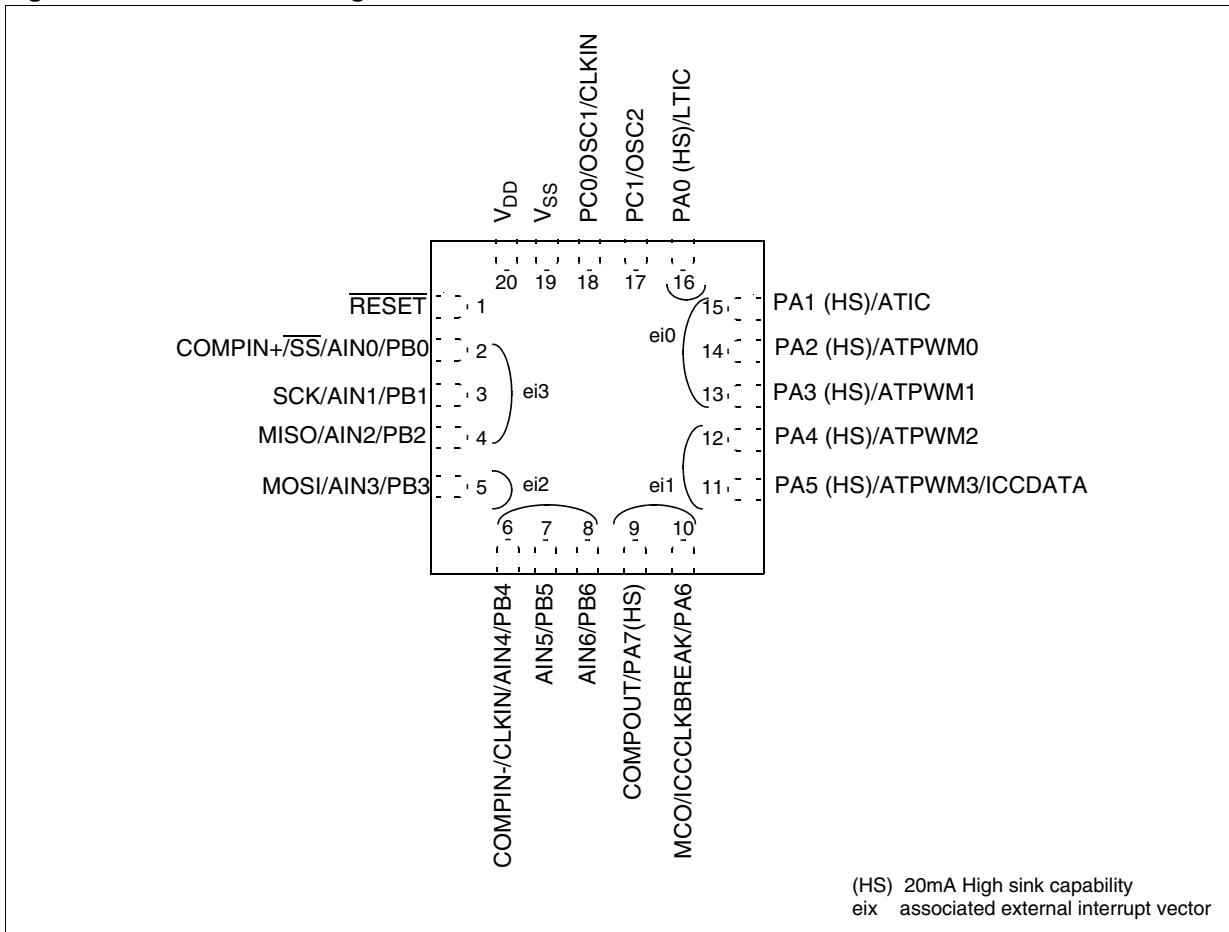 V_DD
V_SS
PC0/OSC1/CLKIN
PC1/OSC2
PA0 (HS)/LTIC
20
19
18
17
16
RESET
1
COMPIN+/SS/AIN0/PB0
2
SCK/AIN1/PB1
3
MISO/AIN2/PB2
4
MOSI/AIN3/PB3
5
ei3
ei2
ei0
ei1
15
PA1 (HS)/ATIC
14
PA2 (HS)/ATPWM0
13
PA3 (HS)/ATPWM1
12
PA4 (HS)/ATPWM2
11
PA5 (HS)/ATPWM3/ICCDATA
6
7
8
9
10
COMPIN-/CLKIN/AIN4/PB4
AIN5/PB5
AIN6/PB6
COMPOUT/PA7(HS)
MCO/ICCCLKBREAK/PA6
(HS) 20mA High sink capability
eix associated external interrupt vector